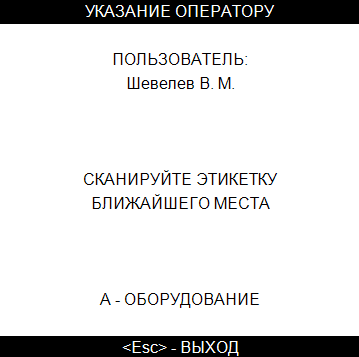 УКАЗАНИЕ ОПЕРАТОРУ
ПОЛЬЗОВАТЕЛЬ:
Шевелев В. М.
СКАНИРУЙТЕ ЭТИКЕТКУ
БЛИЖАЙШЕГО МЕСТА
А - ОБОРУДОВАНИЕ
<Esc> - ВЫХОД